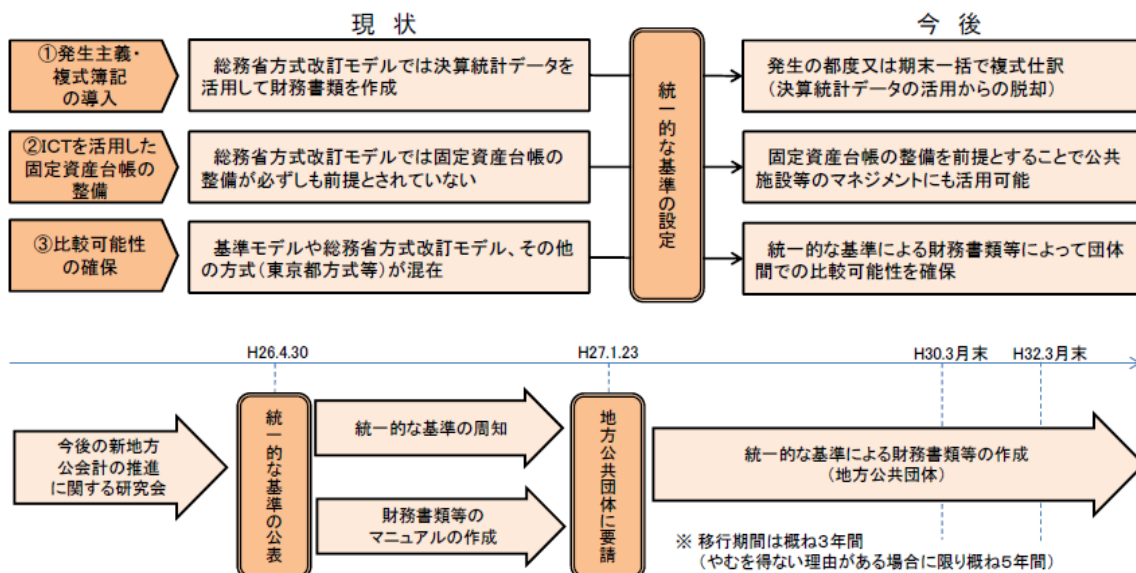 現 状
今 後
①発生主義・
複式簿記
の導入
総務省方式改訂モデルでは決算統計データを
活用して財務書類を作成
発生の都度又は期末一括で複式仕訳
(決算統計データの活用からの脱却)
②ICTを活用した
固定資産台帳の
整備
総務省方式改訂モデルでは固定資産台帳の
整備が必ずしも前提とされていない
統一的な基準の設定
固定資産台帳の整備を前提とすることで公共
施設等のマネジメントにも活用可能
③比較可能性
の確保
基準モデルや総務省方式改訂モデル、その他
の方式(東京都方式等)が混在
統一的な基準による財務書類等によって団体
間での比較可能性を確保
H26.4.30
H27.1.23
H30.3月末
H32.3月末
今後の新地方
公会計の推進
に関する研究会
統一的な基準の公表
統一的な基準の周知
財務書類等の
マニュアルの作成
地方公共団体に要請
統一的な基準による財務書類等の作成
(地方公共団体)
※ 移行期間は概ね3年間
(やむを得ない理由がある場合に限り概ね5年間)